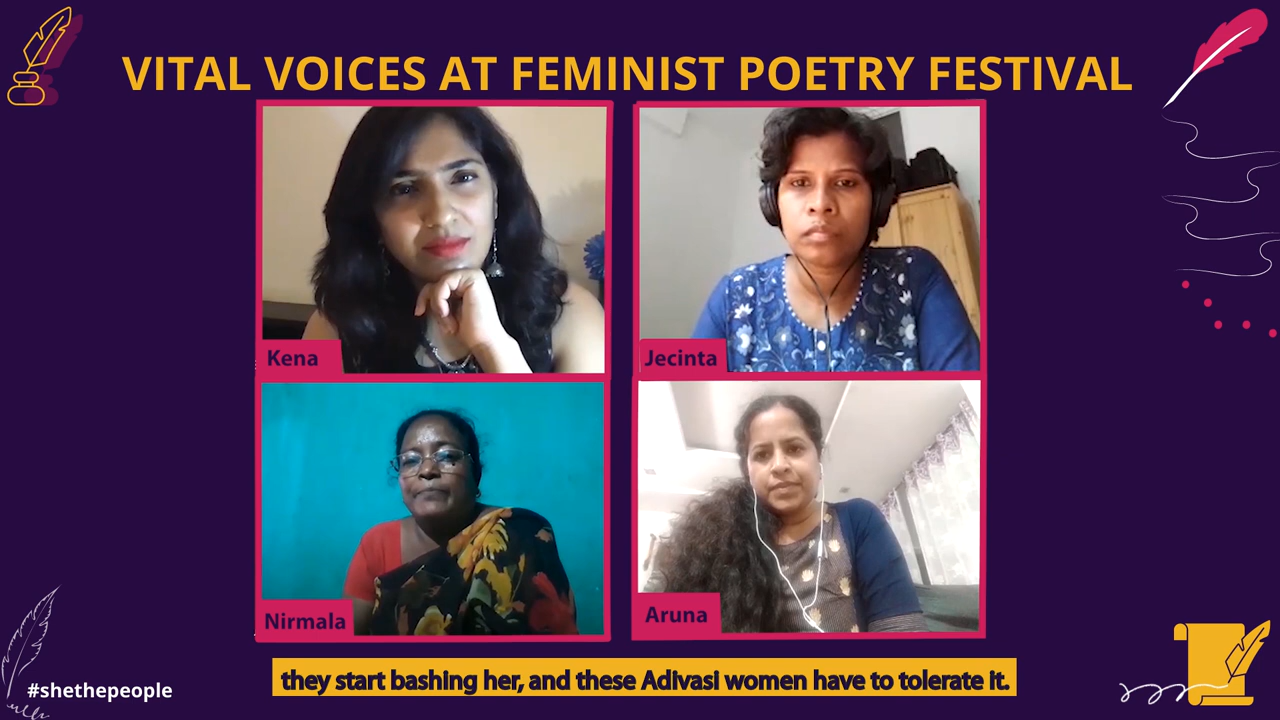 VITAL VOICES AT FEMINIST POETRY FESTIVAL
Kena
Jecinta
Nirmala
Aruna
they start bashing her, and these Adivasi women have to tolerate it.
#shethepeople